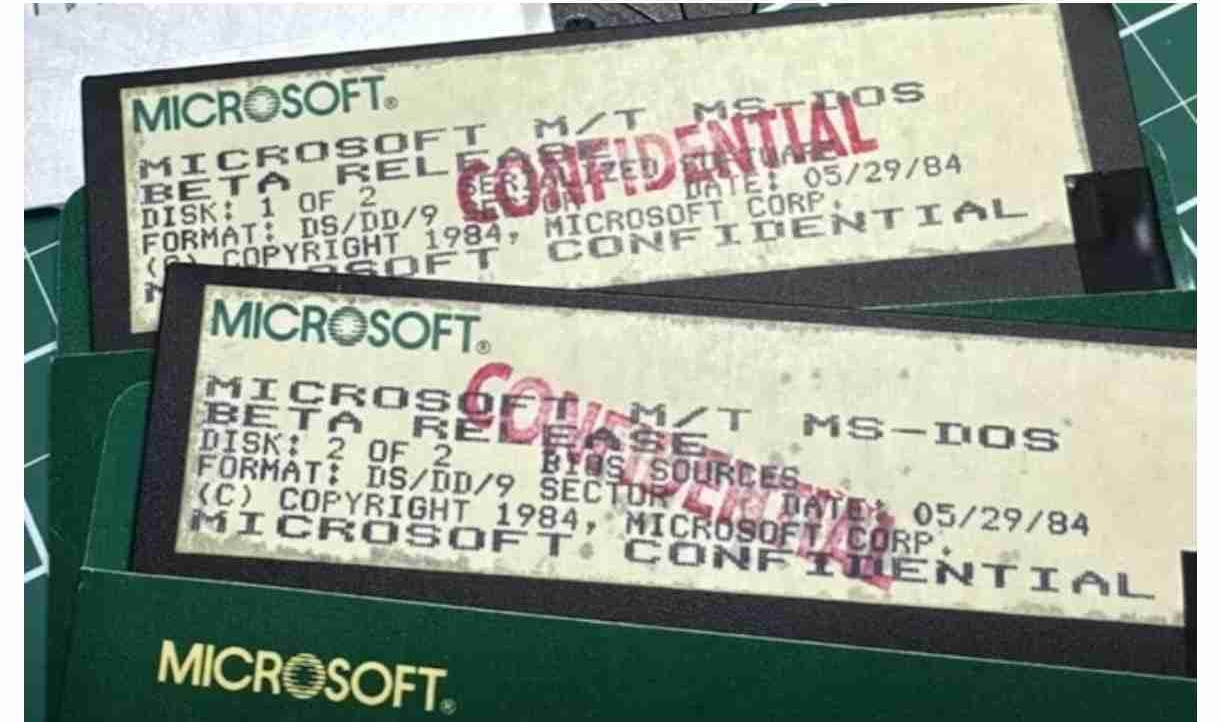 MICROSOFT®
MICROSOFT M/T MS-DOS
BETA RELEASE
DISK: 1 OF 2 SERIALIZED SOFTWARE
FORMAT: DS/DD/9 SECTOR DATE: 05/29/84
(C) COPYRIGHT 1984, MICROSOFT CORP.
MICROSOFT CONFIDENTIAL
CONFIDENTIAL
MICROSOFT®
MICROSOFT M/T MS-DOS
BETA RELEASE
DISK: 2 OF 2 BIOS SOURCES
FORMAT: DS/DD/9 SECTOR DATE: 05/29/84
(C) COPYRIGHT 1984, MICROSOFT CORP.
MICROSOFT CONFIDENTIAL
CONFIDENTIAL
MICROSOFT®